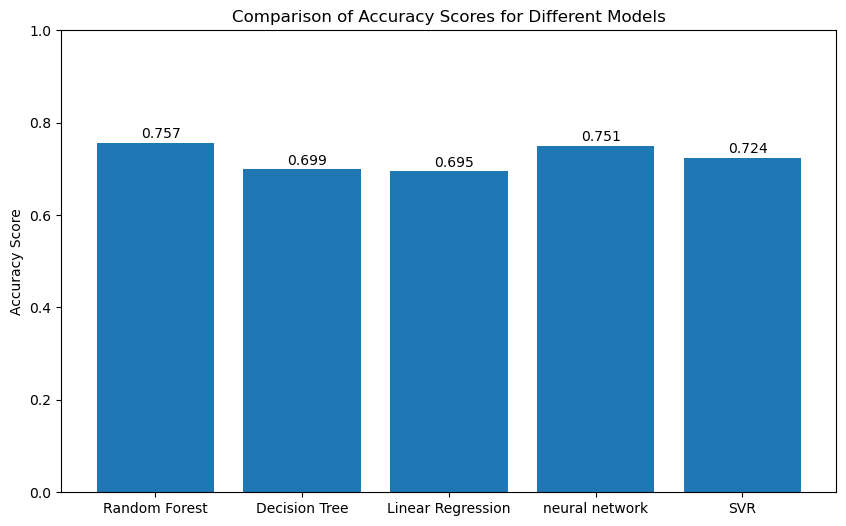 Comparison of Accuracy Scores for Different Models
Accuracy Score
1.0
0.8
0.6
0.4
0.2
0.0
0.757
0.699
0.695
0.751
0.724
Random Forest
Decision Tree
Linear Regression
neural network
SVR